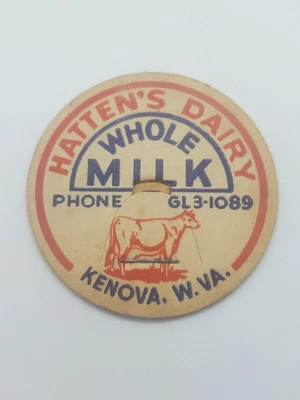 HATTEN'S DAIRY
WHOLE
MILK
PHONE GL3-1089
KENOVA, W. VA.